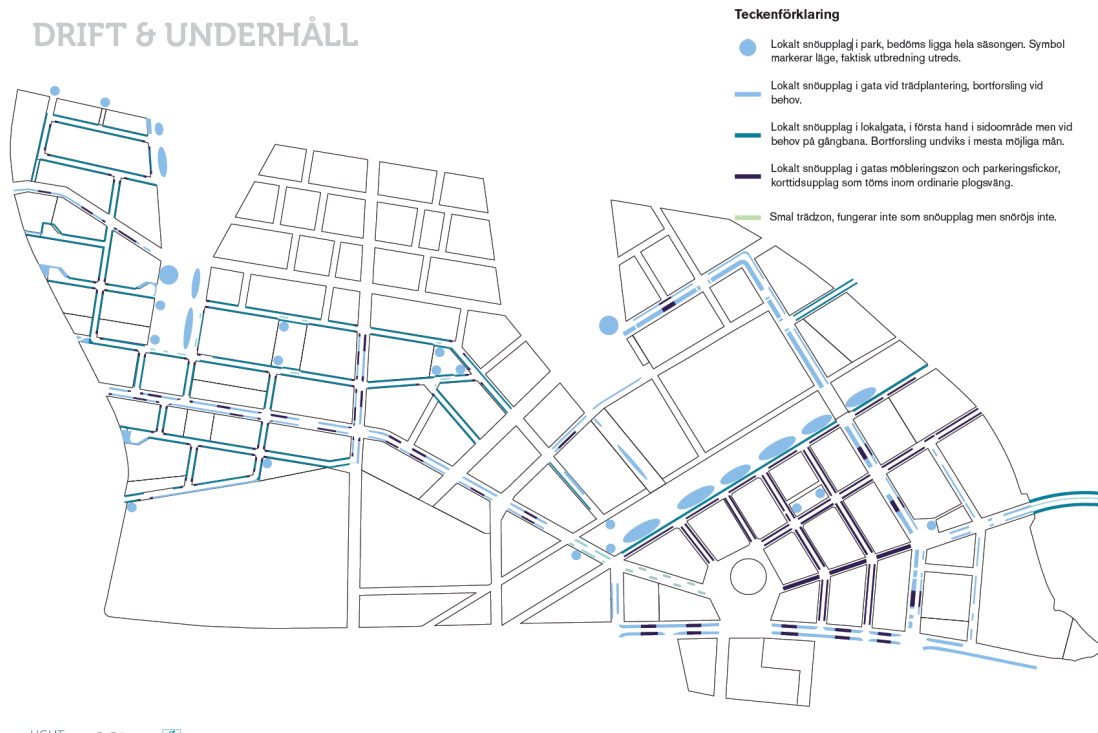 DRIFT & UNDERHÅLL
Teckenförklaring
Lokalt snöupplag i park, bedöms ligga hela säsongen. Symbol
markerar läge, faktisk utbredning utreds.
Lokalt snöupplag i gata vid trädplantering, bortforsling vid
behov.
Lokalt snöupplag i lokalgata, i första hand i sidoområde men vid
behov på gångbana. Bortforsling undviks i mesta möjliga mån.
Lokalt snöupplag i gatas möbleringszon och parkeringsfickor,
korttidsupplag som töms inom ordinarie plogsväng.
Smal trädzon, fungerar inte som snöupplag men snöröjs inte.